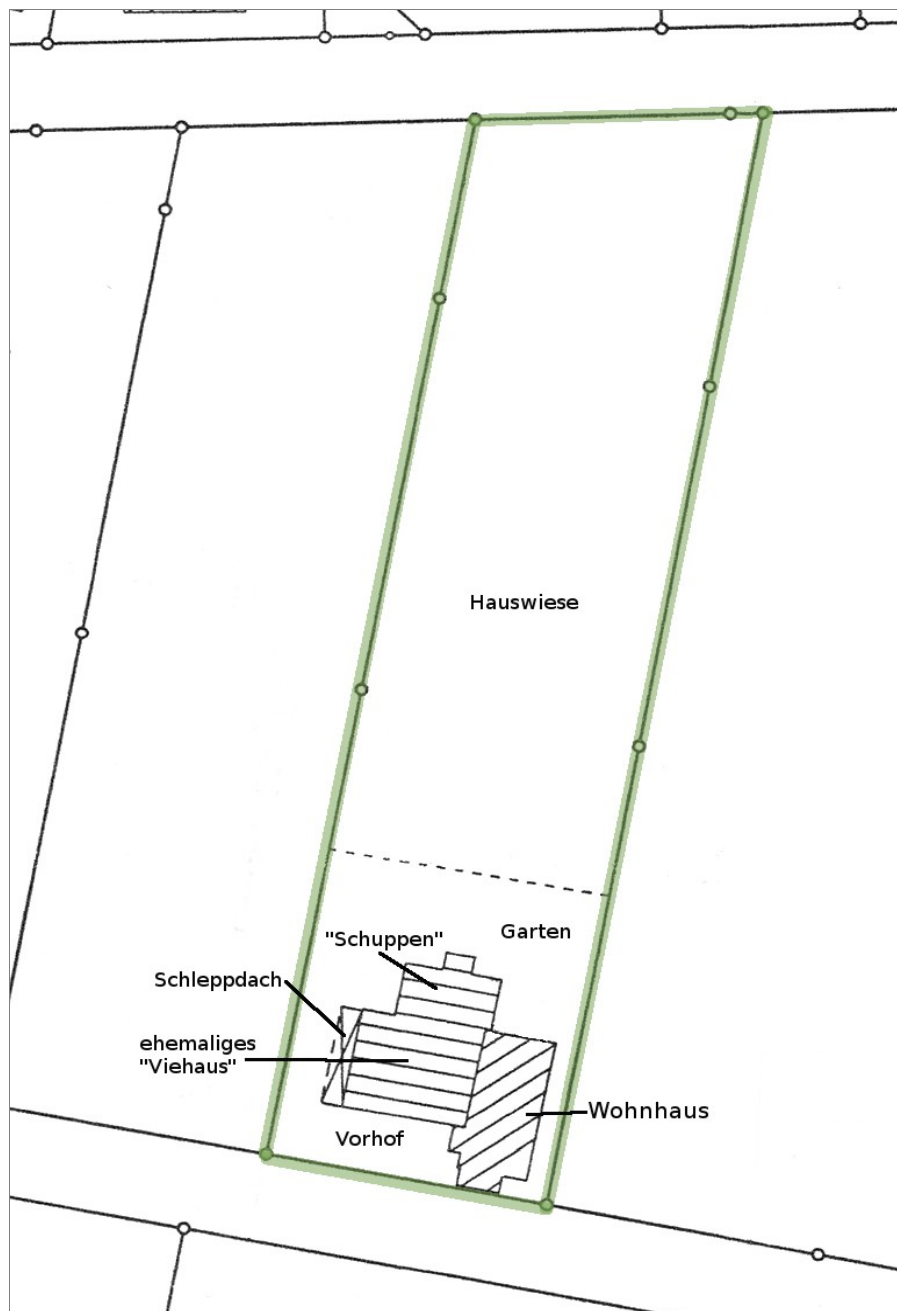 Hauswiese
Garten
"Schuppen"
Schleppdach
ehemaliges
"Viehaus"
Wohnhaus
Vorhof